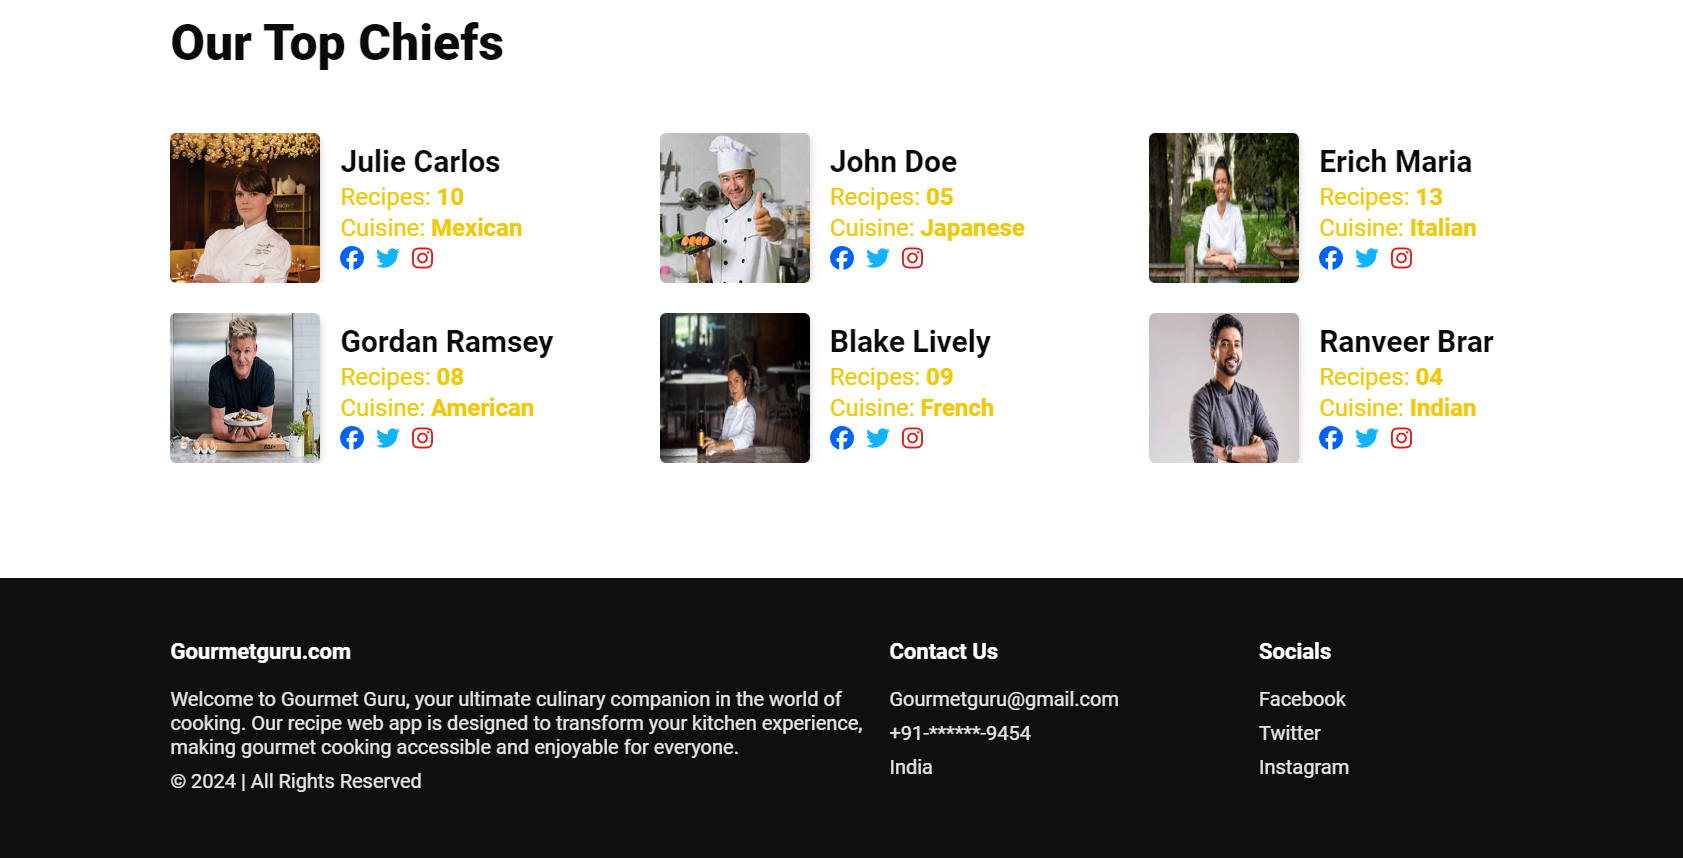 Our Top Chiefs
Julie Carlos
Recipes: 10
Cuisine: Mexican
John Doe
Recipes: 05
Cuisine: Japanese
Erich Maria
Recipes: 13
Cuisine: Italian
Gordan Ramsey
Recipes: 08
Cuisine: American
Blake Lively
Recipes: 09
Cuisine: French
Ranveer Brar
Recipes: 04
Cuisine: Indian
Gourmetguru.com
Welcome to Gourmet Guru, your ultimate culinary companion in the world of
cooking. Our recipe web app is designed to transform your kitchen experience,
making gourmet cooking accessible and enjoyable for everyone.
© 2024 | All Rights Reserved
Contact Us
Gourmetguru@gmail.com
+91-******-9454
India
Socials
Facebook
Twitter
Instagram